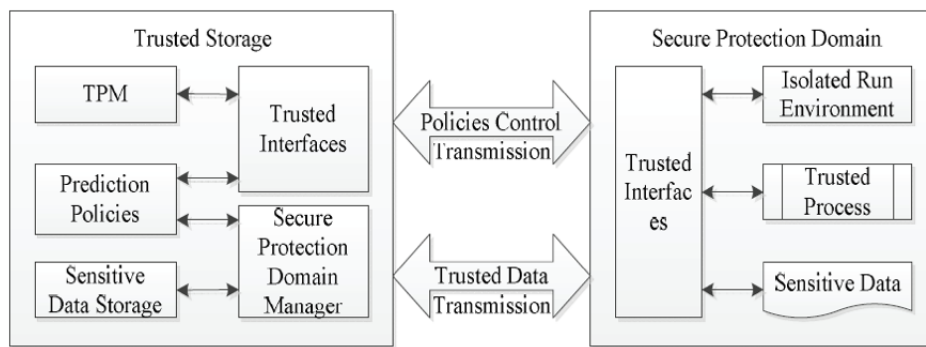 Trusted Storage
TPM
Trusted
Interfaces
Prediction
Policies
Secure
Protection
Domain
Manager
Sensitive
Data Storage
Policies Control
Transmission
Trusted Data
Transmission
Secure Protection Domain
Trusted
Interfac
es
Isolated Run
Environment
Trusted
Process
Sensitive Data